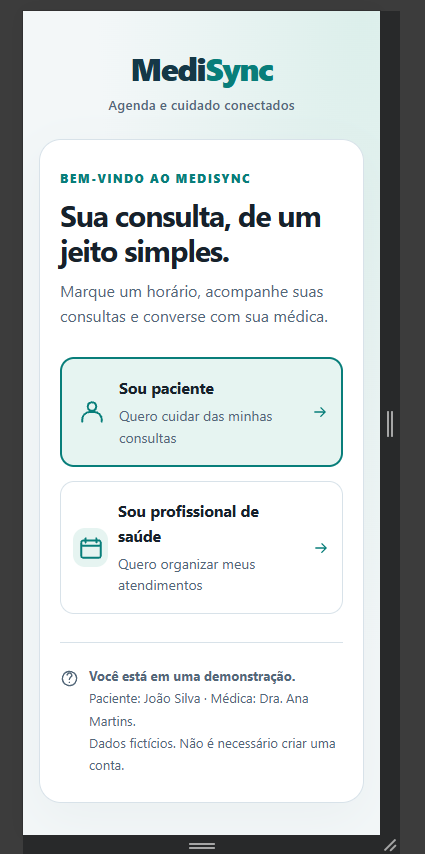 MediSync
Agenda e cuidado conectados
BEM-VINDO AO MEDISYNC
Sua consulta, de um
jeito simples.
Marque um horário, acompanhe suas
consultas e converse com sua médica.
Sou paciente
Quero cuidar das minhas
consultas
Sou profissional de
saúde
Quero organizar meus
atendimentos
Você está em uma demonstração.
Paciente: João Silva · Médica: Dra. Ana
Martins.
Dados fictícios. Não é necessário criar uma
conta.